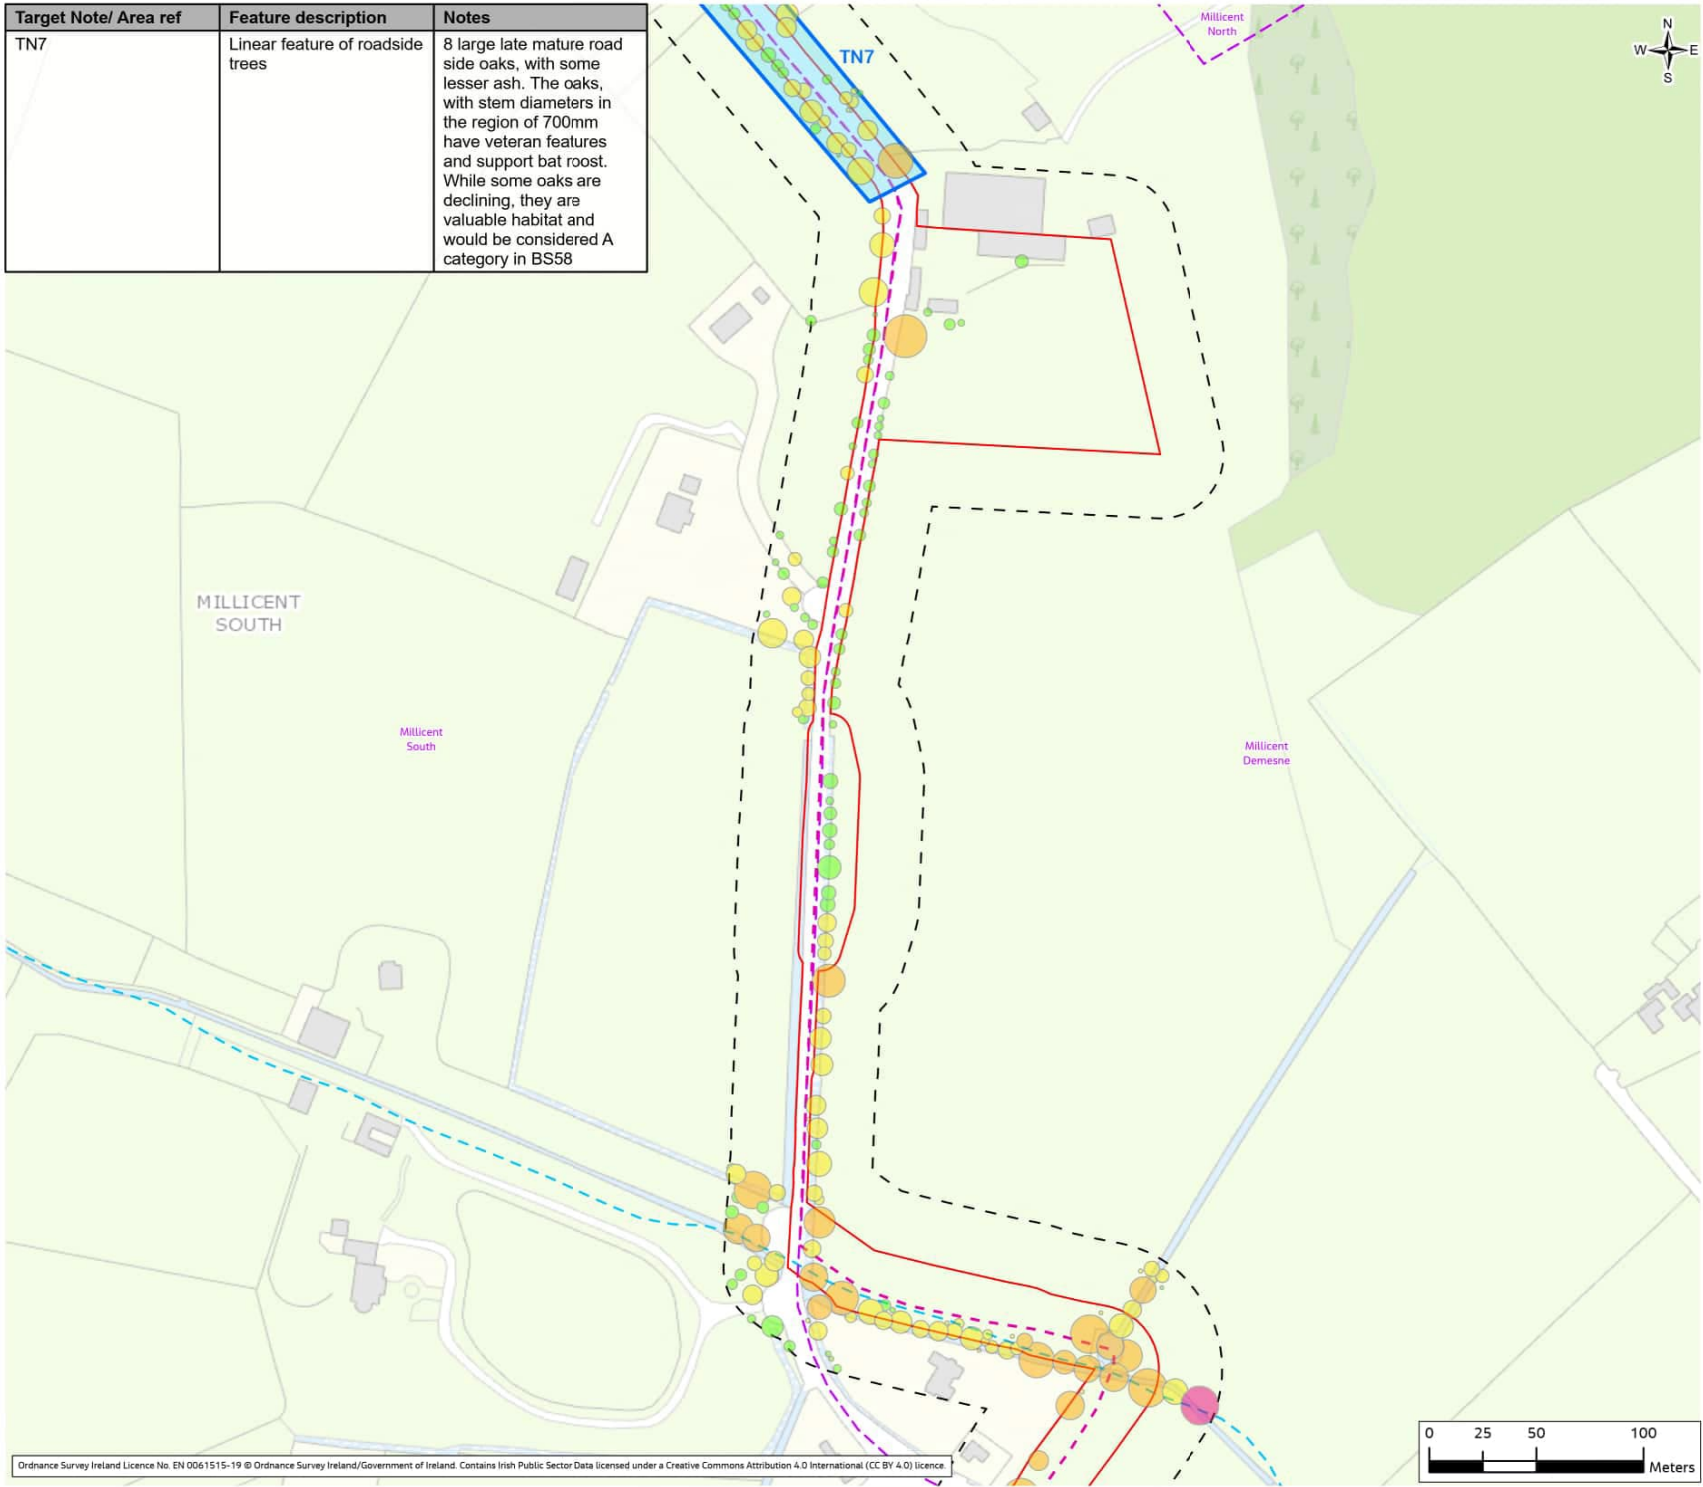 Target Note/ Area ref
Feature description
Notes
TN7
Linear feature of roadside
trees
8 large late mature road
side oaks, with some
lesser ash. The oaks,
with stem diameters in
the region of 700mm
have veteran features
and support bat roost.
While some oaks are
declining, they are
valuable habitat and
would be considered A
category in BS58
TN7
Millicent
North
N
W
E
S
MILLICENT
SOUTH
Millicent
South
Millicent
Demesne
0 25 50 100
Meters
Ordnance Survey Ireland Licence No. EN 0061515-19 © Ordnance Survey Ireland/Government of Ireland. Contains Irish Public Sector Data licensed under a Creative Commons Attribution 4.0 International (CC BY 4.0) licence.